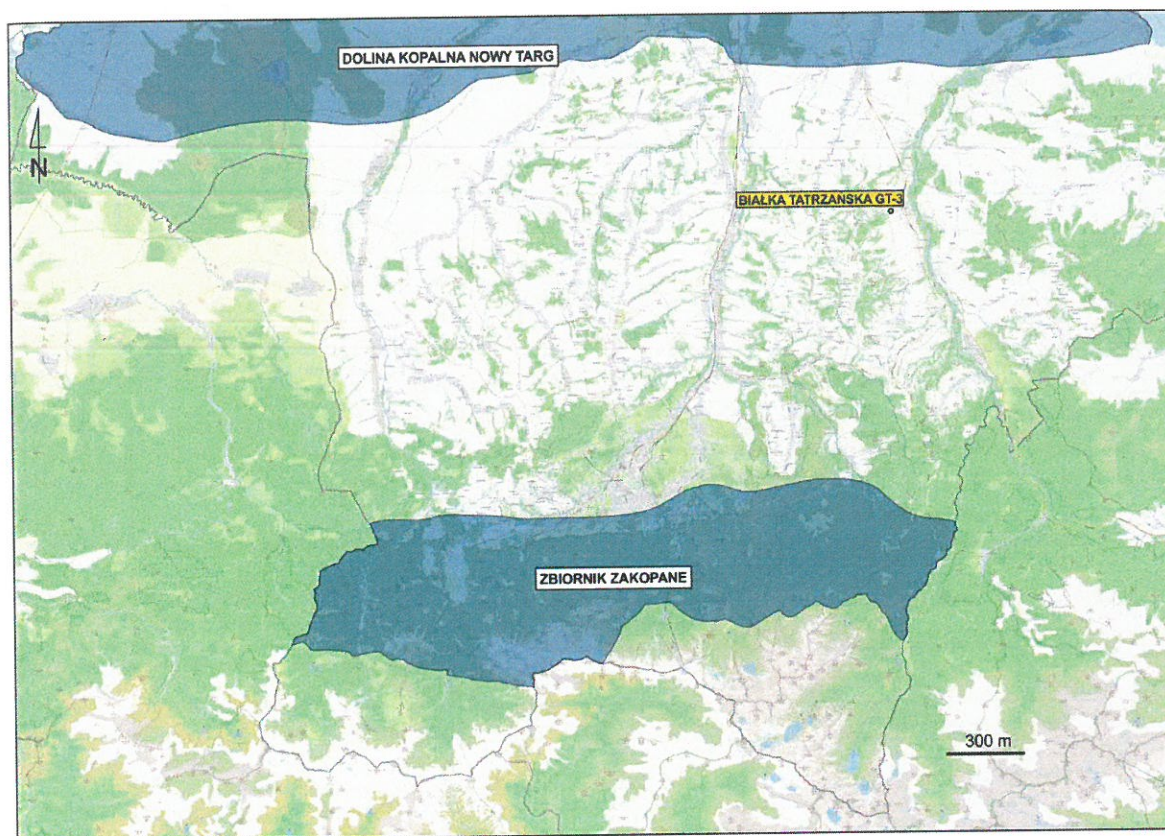 DOLINA KOPALNA NOWY TARG
N
BIAŁKA TATRZAŃSKA GT-3
ZBIORNIK ZAKOPANE
300 m